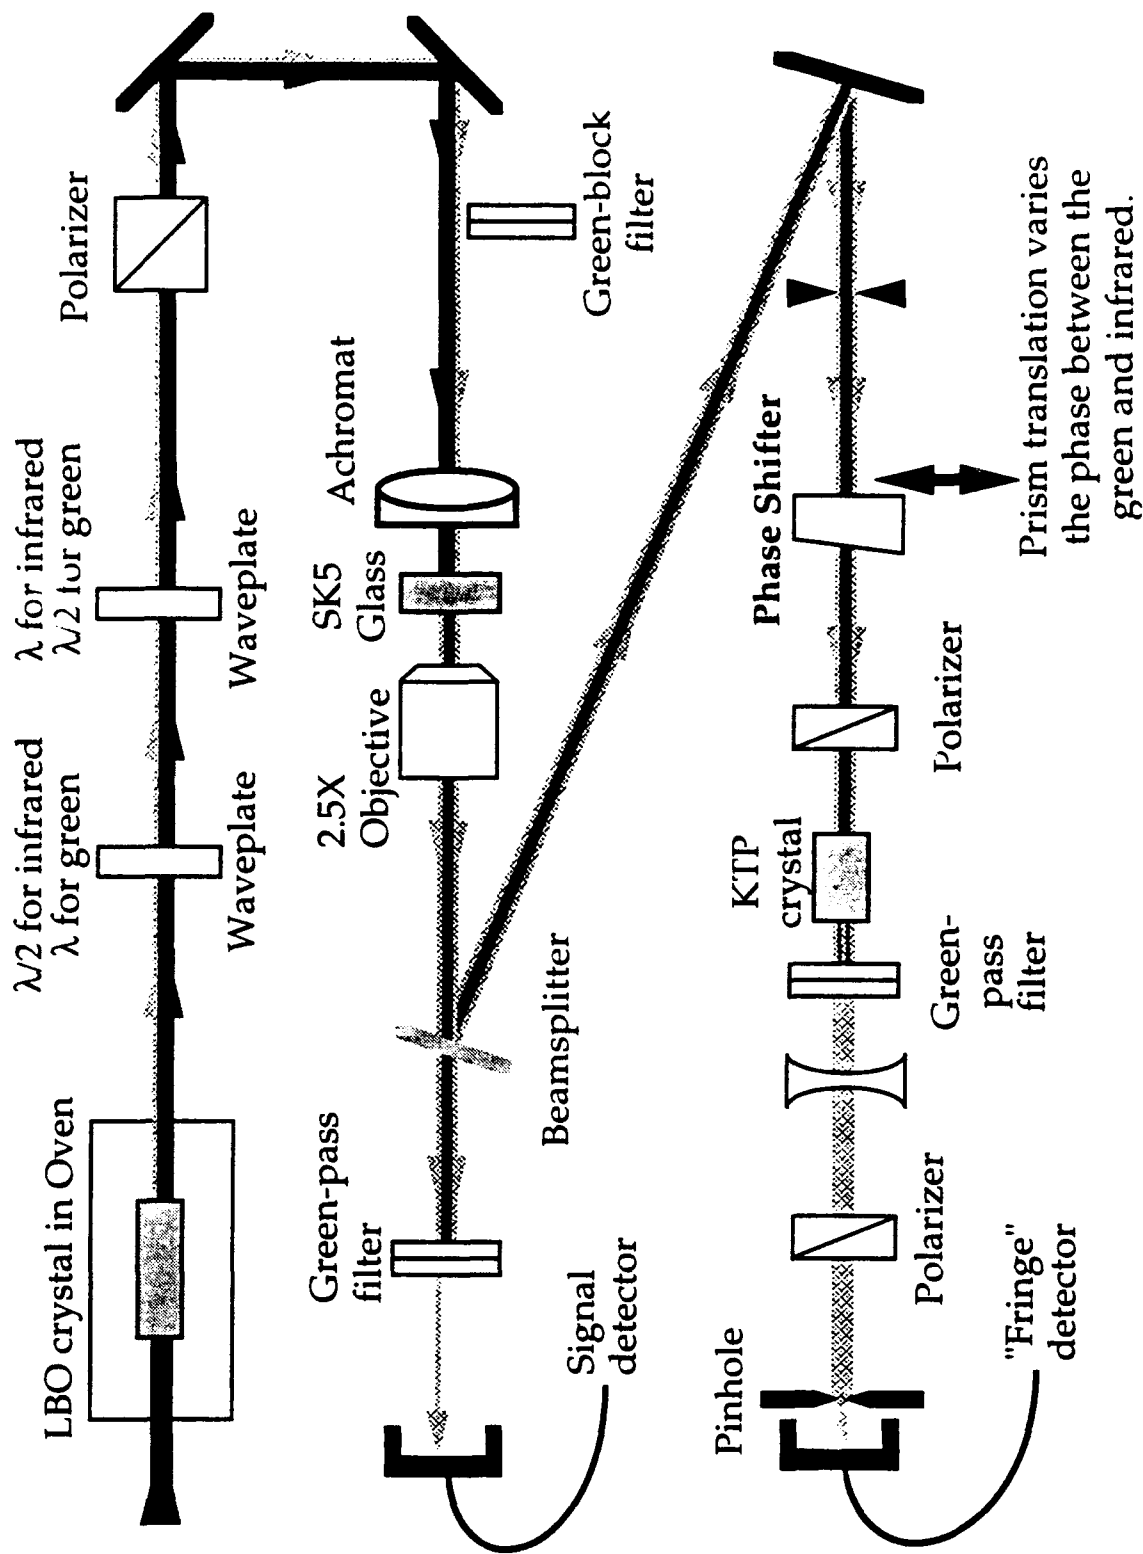 LBO crystal in Oven
λ/2 for infrared
λ for green
Waveplate
λ for infrared
λ/2 for green
Waveplate
Polarizer
Green-pass
filter
Signal
detector
Beamsplitter
2.5X
Objective
SK5
Glass
Achromat
Green-block
filter
Pinhole
"Fringe"
detector
Polarizer
Green-
pass
filter
KTP
crystal
Polarizer
Phase Shifter
Prism translation varies
the phase between the
green and infrared.